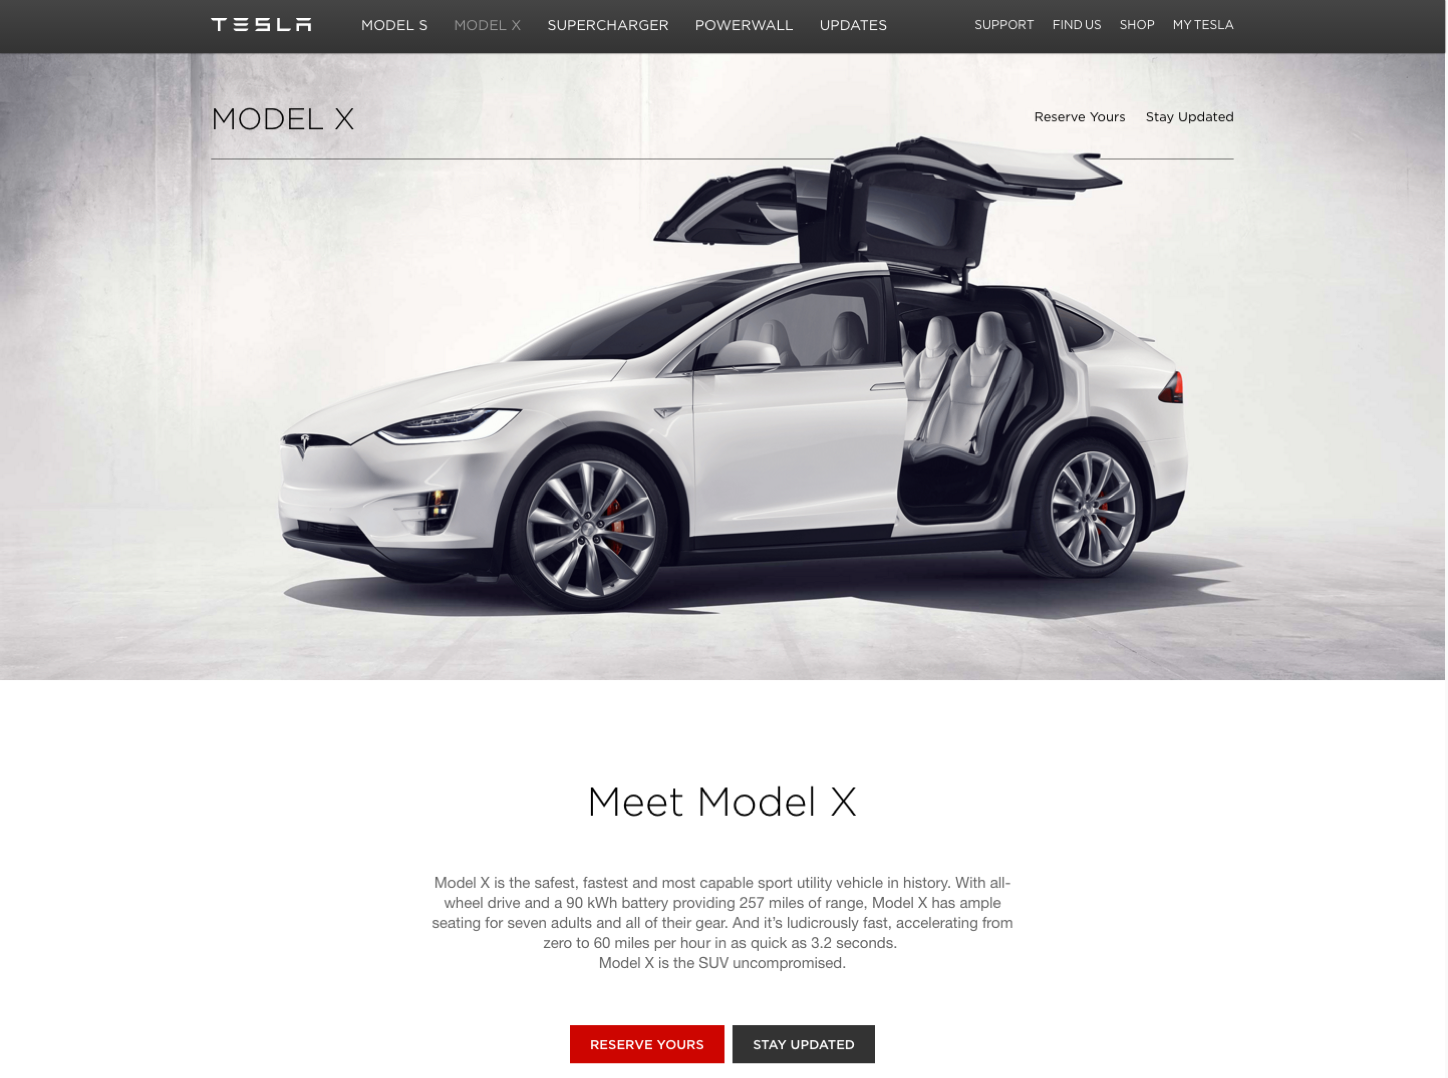 TESLA MODEL S MODEL X SUPERCHARGER POWERWALL UPDATES SUPPORT FIND US SHOP MY TESLA
MODEL X Reserve Yours Stay Updated
Meet Model X
Model X is the safest, fastest and most capable sport utility vehicle in history. With all-
wheel drive and a 90 kWh battery providing 257 miles of range, Model X has ample
seating for seven adults and all of their gear. And it’s ludicrously fast, accelerating from
zero to 60 miles per hour in as quick as 3.2 seconds.
Model X is the SUV uncompromised.
RESERVE YOURS STAY UPDATED